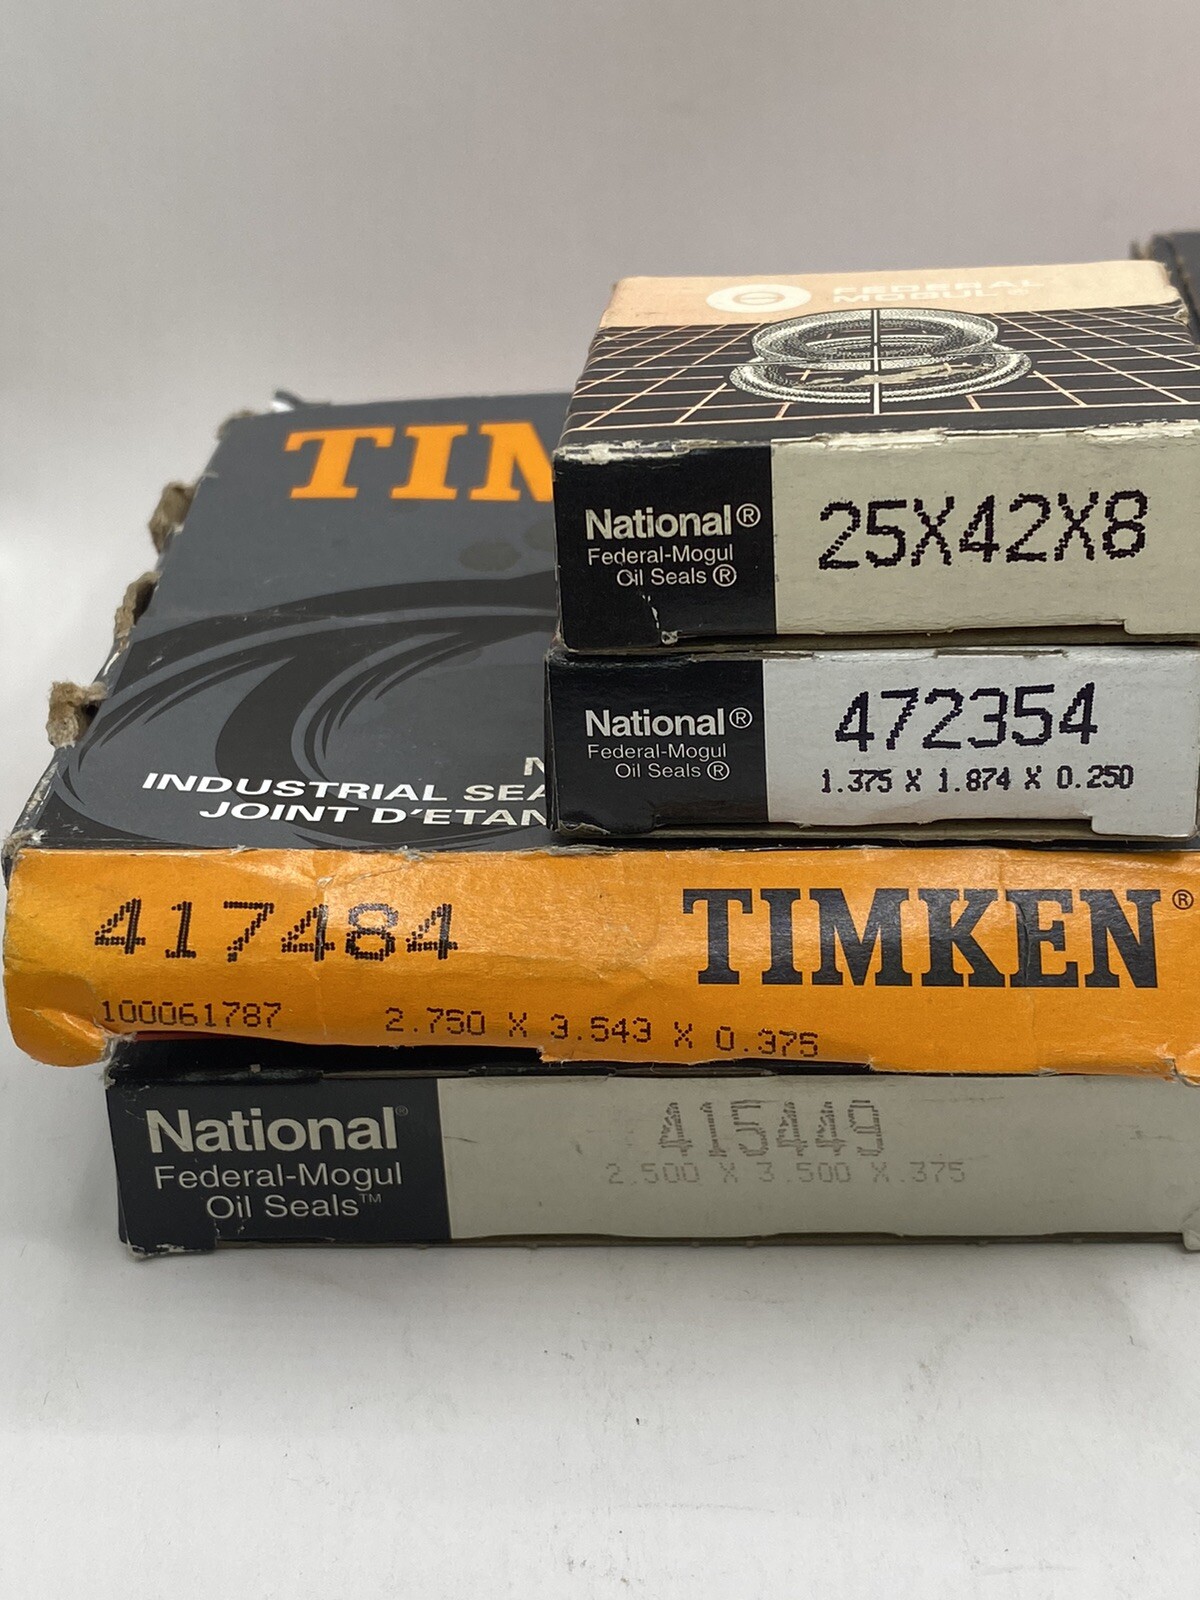 FEDERAL
MOGUL®
National®
Federal-Mogul
Oil Seals®
25X42X8
National®
Federal-Mogul
Oil Seals®
472354
1.375 X 1.874 X 0.250
TIM
INDUSTRIAL SEA
JOINT D'ETAN
417484
TIMKEN®
100061787
2.750 X 3.543 X 0.375
National®
Federal-Mogul
Oil Seals™
415449
2.500 X 3.500 X .375